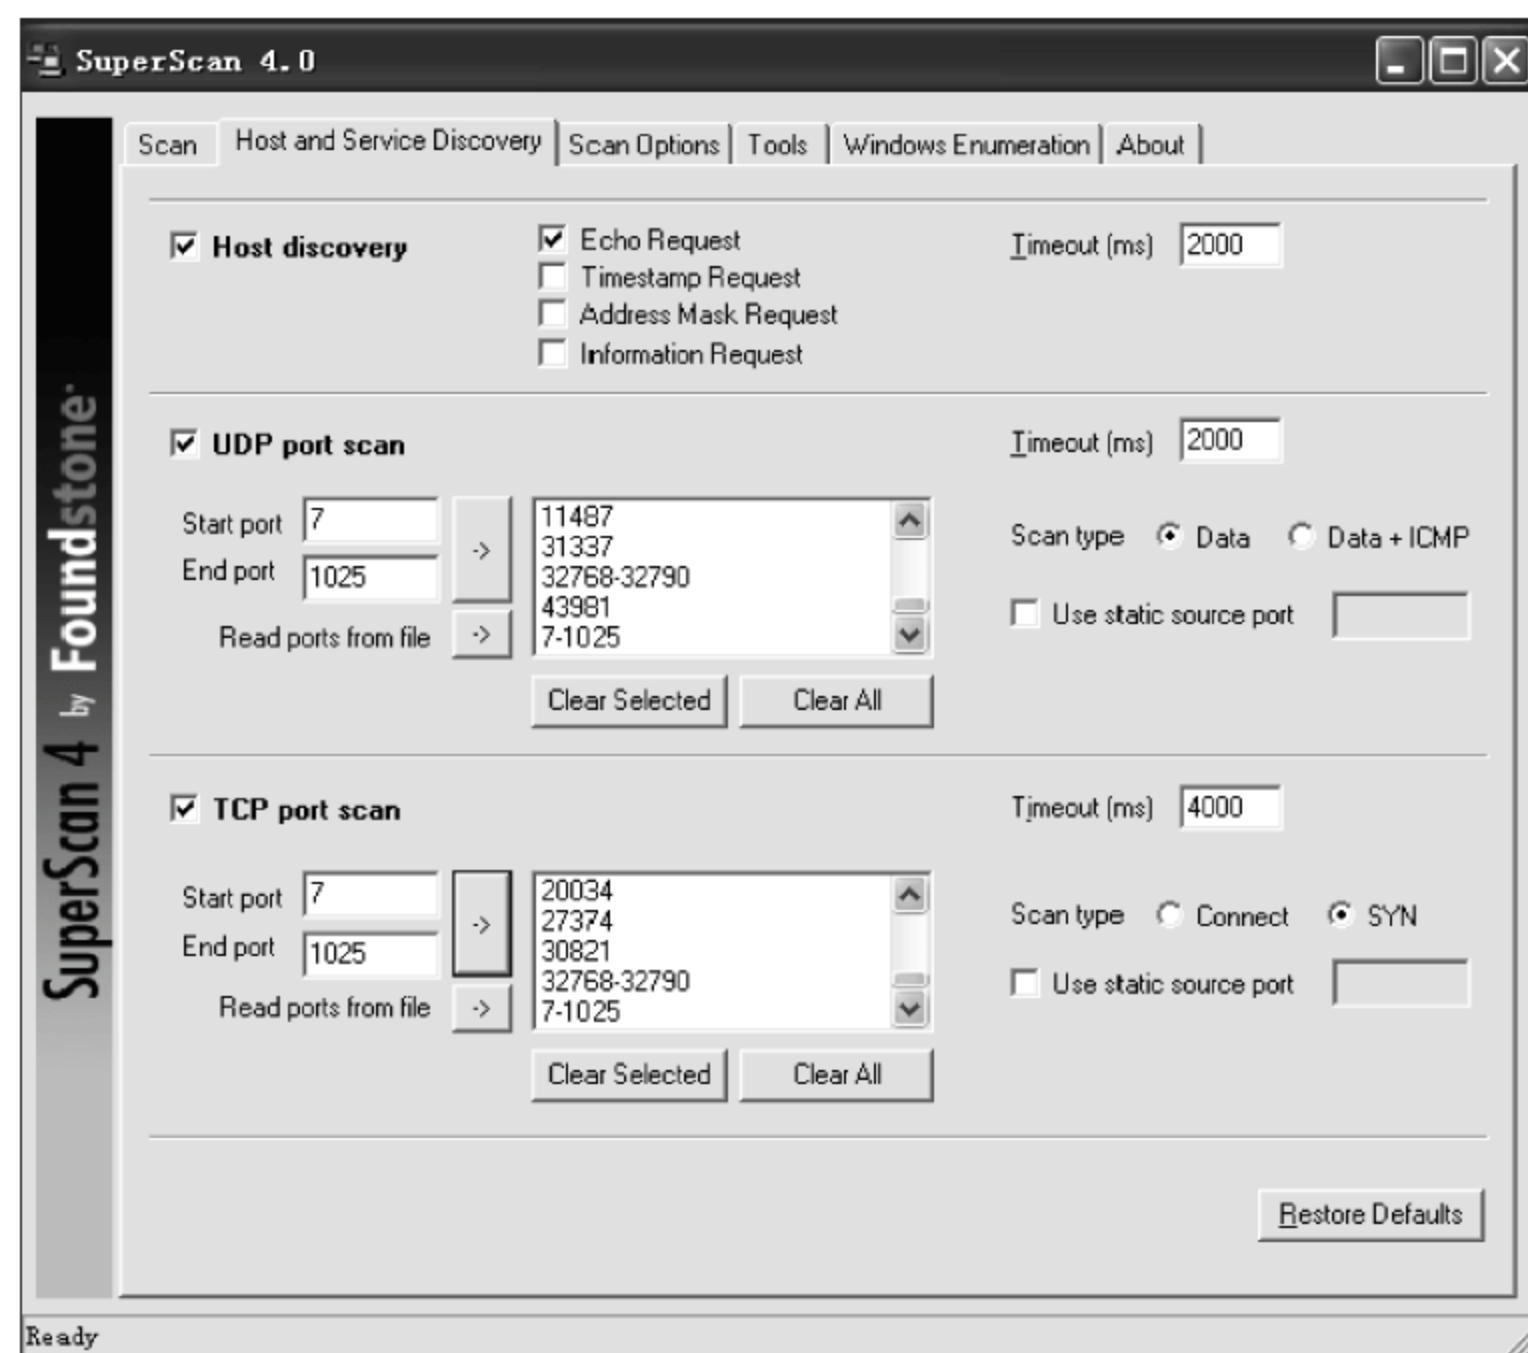 SuperScan 4.0
Scan
Host and Service Discovery
Scan Options
Tools
Windows Enumeration
About
SuperScan 4 by Foundstone
Host discovery
Echo Request
Timestamp Request
Address Mask Request
Information Request
Timeout (ms) 2000
UDP port scan
Timeout (ms) 2000
Start port 7
End port 1025
->
Read ports from file ->
11487
31337
32768-32790
43981
7-1025
Scan type Data Data + ICMP
Use static source port
Clear Selected
Clear All
TCP port scan
Timeout (ms) 4000
Start port 7
End port 1025
->
Read ports from file ->
20034
27374
30821
32768-32790
7-1025
Scan type Connect SYN
Use static source port
Clear Selected
Clear All
Restore Defaults
Ready